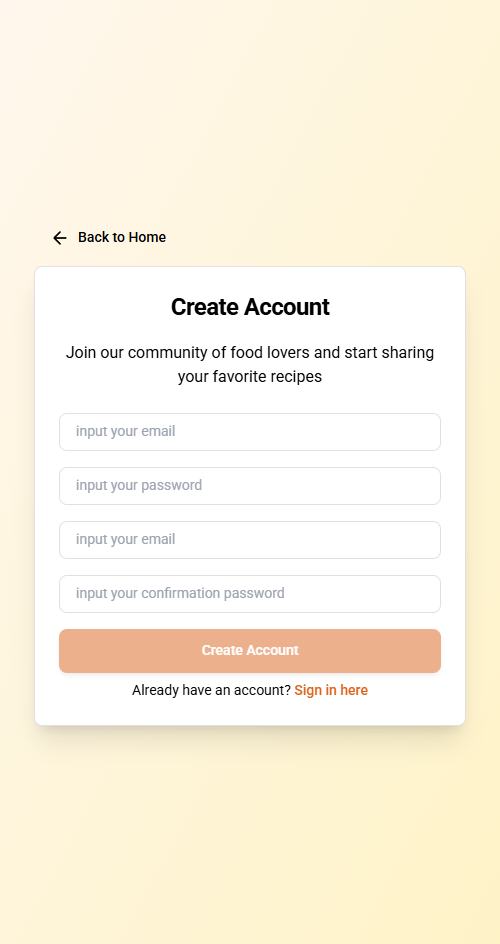 Back to Home
Create Account
Join our community of food lovers and start sharing
your favorite recipes
input your email
input your password
input your email
input your confirmation password
Create Account
Already have an account? Sign in here